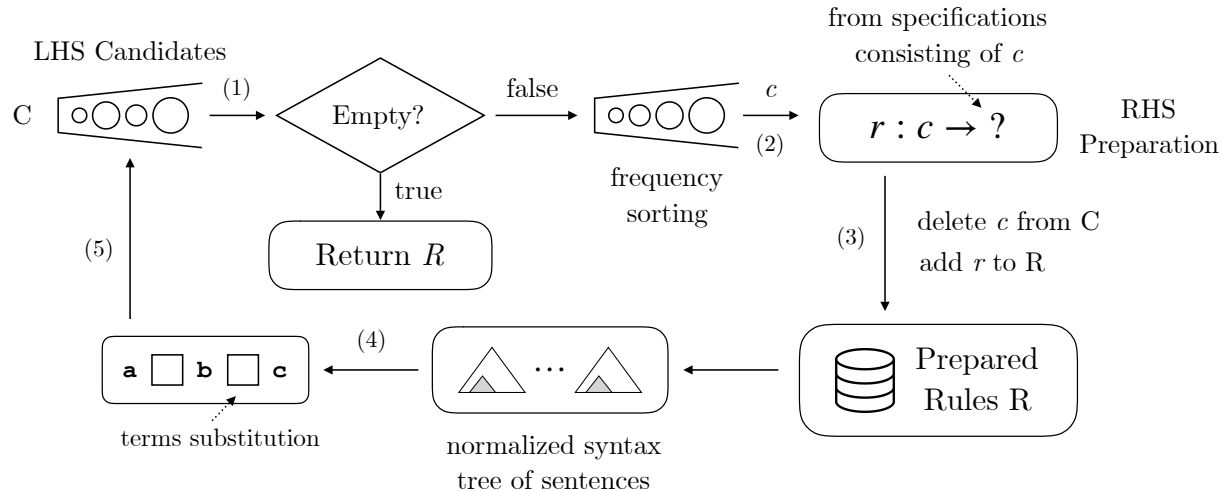 from specifications
consisting of c
LHS Candidates
C
(1)
Empty?
false
true
Return R
frequency
sorting
c
(2)
r : c → ?
RHS
Preparation
(3)
delete c from C
add r to R
Prepared
Rules R
...
normalized syntax
tree of sentences
(4)
a □ b □ c
terms substitution
(5)